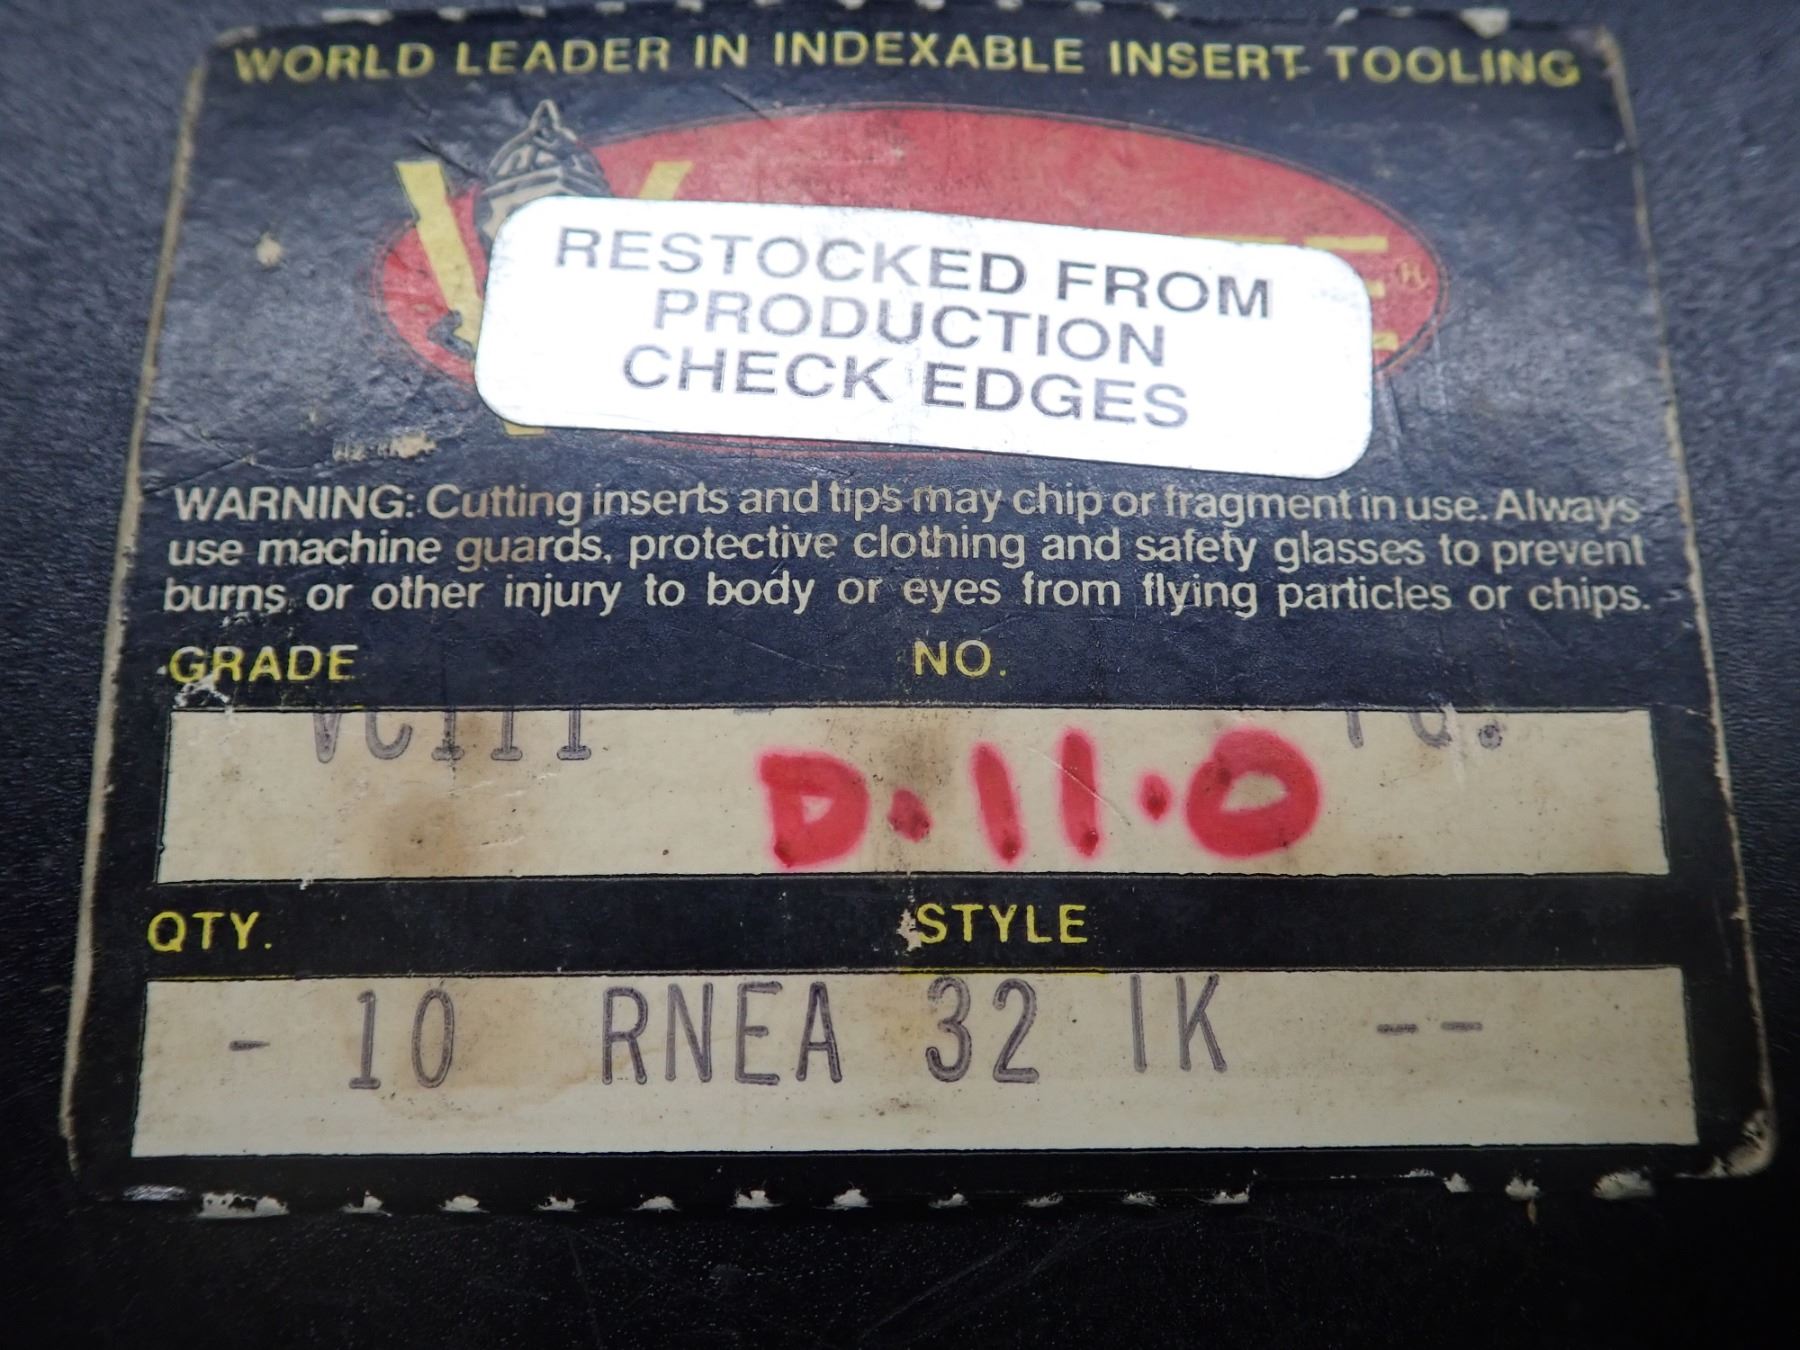 WORLD LEADER IN INDEXABLE INSERT TOOLING
RESTOCKED FROM
PRODUCTION
CHECK EDGES
WARNING: Cutting inserts and tips may chip or fragment in use. Always
use machine guards, protective clothing and safety glasses to prevent
burns or other injury to body or eyes from flying particles or chips.
GRADE NO.
D.11.0
QTY. STYLE
- 10 RNEA 32 1K --